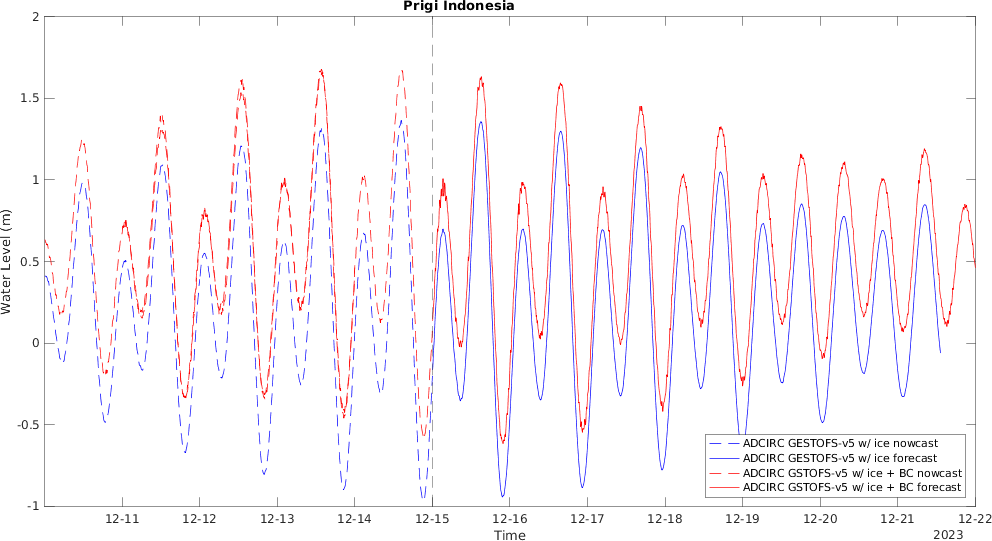 Prigi Indonesia
2
1.5
1
0.5
0
-0.5
-1
Water Level (m)
ADCIRC GESTOFS-v5 w/ ice nowcast
ADCIRC GESTOFS-v5 w/ ice forecast
ADCIRC GSTOFS-v5 w/ ice + BC nowcast
ADCIRC GSTOFS-v5 w/ ice + BC forecast
12-11 12-12 12-13 12-14 12-15 12-16 12-17 12-18 12-19 12-20 12-21 12-22
Time
2023